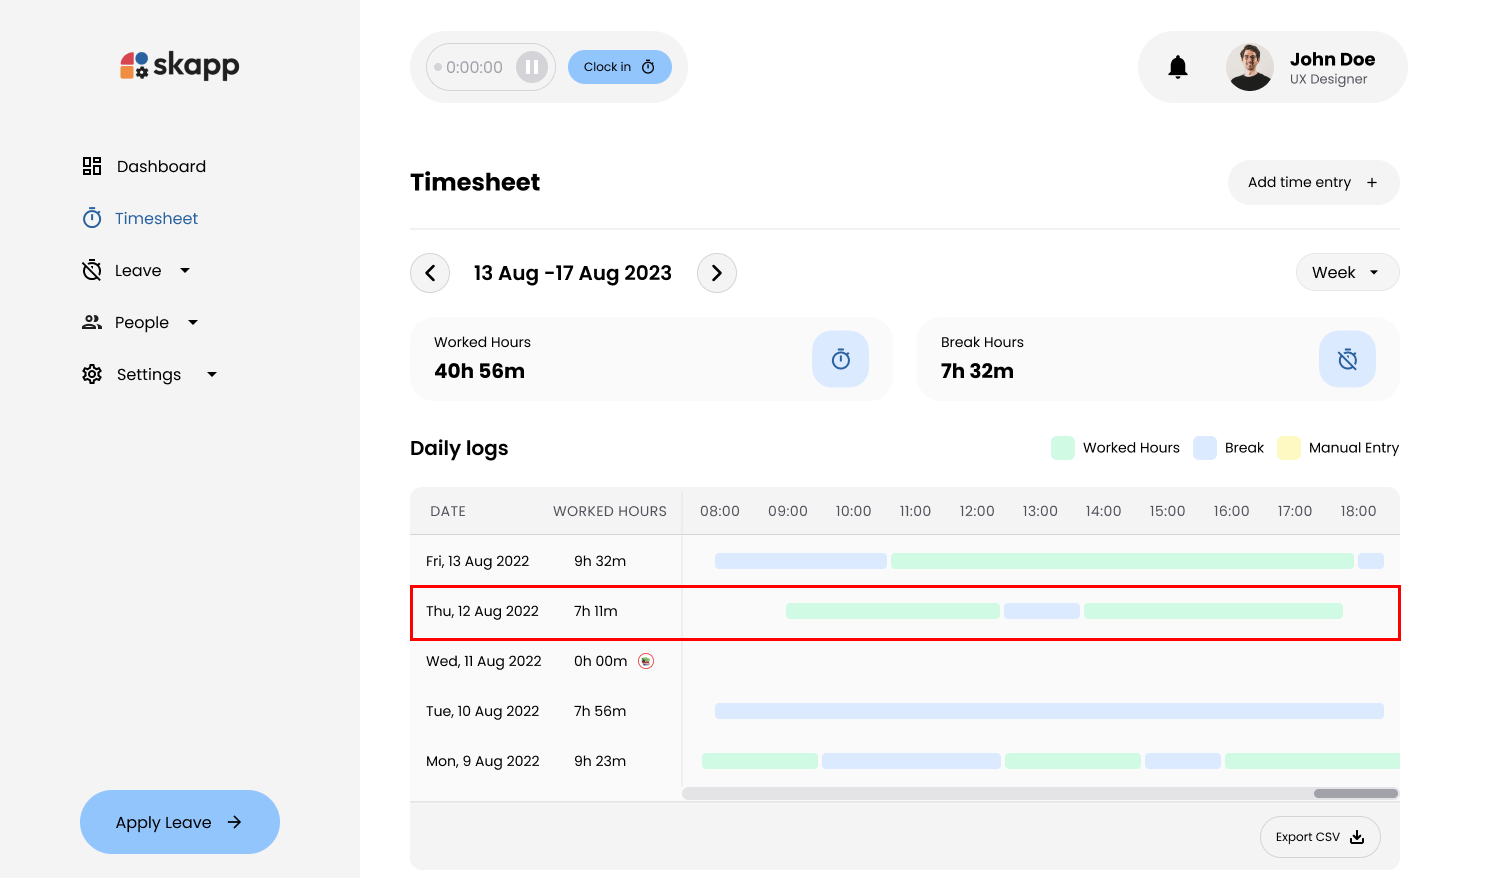 skapp
0:00:00
Clock in
John Doe
UX Designer
Dashboard
Timesheet
Leave
People
Settings
Apply Leave
Timesheet
Add time entry +
13 Aug -17 Aug 2023
Week
Worked Hours
40h 56m
Break Hours
7h 32m
Daily logs
Worked Hours Break Manual Entry
DATE WORKED HOURS 08:00 09:00 10:00 11:00 12:00 13:00 14:00 15:00 16:00 17:00 18:00
Fri, 13 Aug 2022 9h 32m
Thu, 12 Aug 2022 7h 11m
Wed, 11 Aug 2022 0h 00m
Tue, 10 Aug 2022 7h 56m
Mon, 9 Aug 2022 9h 23m
Export CSV